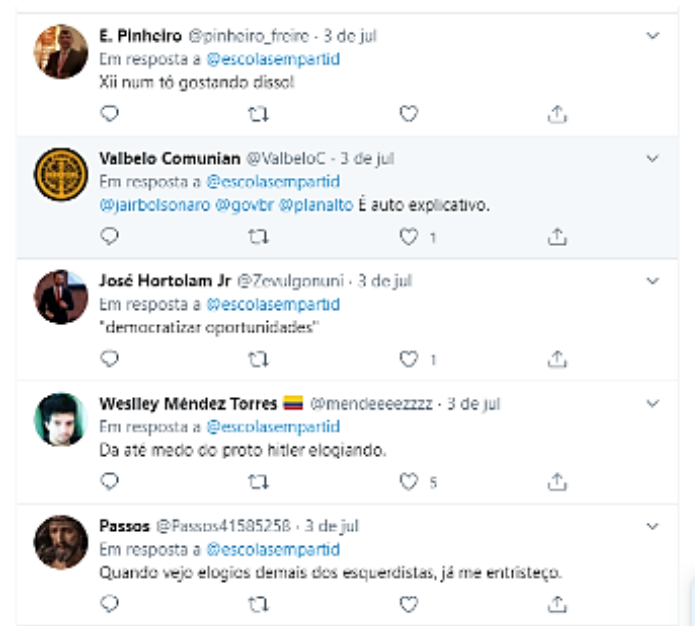 E. Pinheiro @pinheiro_freire · 3 de jul
Em resposta a @escolasempartid
Xii num tô gostando disso!
Valbelo Comunian @ValbeloC · 3 de jul
Em resposta a @escolasempartid
@jairbolsonaro @govbr @planalto É auto explicativo.
1
José Hortolam Jr @Zevulgonuni · 3 de jul
Em resposta a @escolasempartid
"democratizar oportunidades"
1
Weslley Méndez Torres @mendeeeezzzz · 3 de jul
Em resposta a @escolasempartid
Da até medo do proto hitler elogiando.
5
Passos @Passos41585258 · 3 de jul
Em resposta a @escolasempartid
Quando vejo elogios demais dos esquerdistas, já me entristeço.